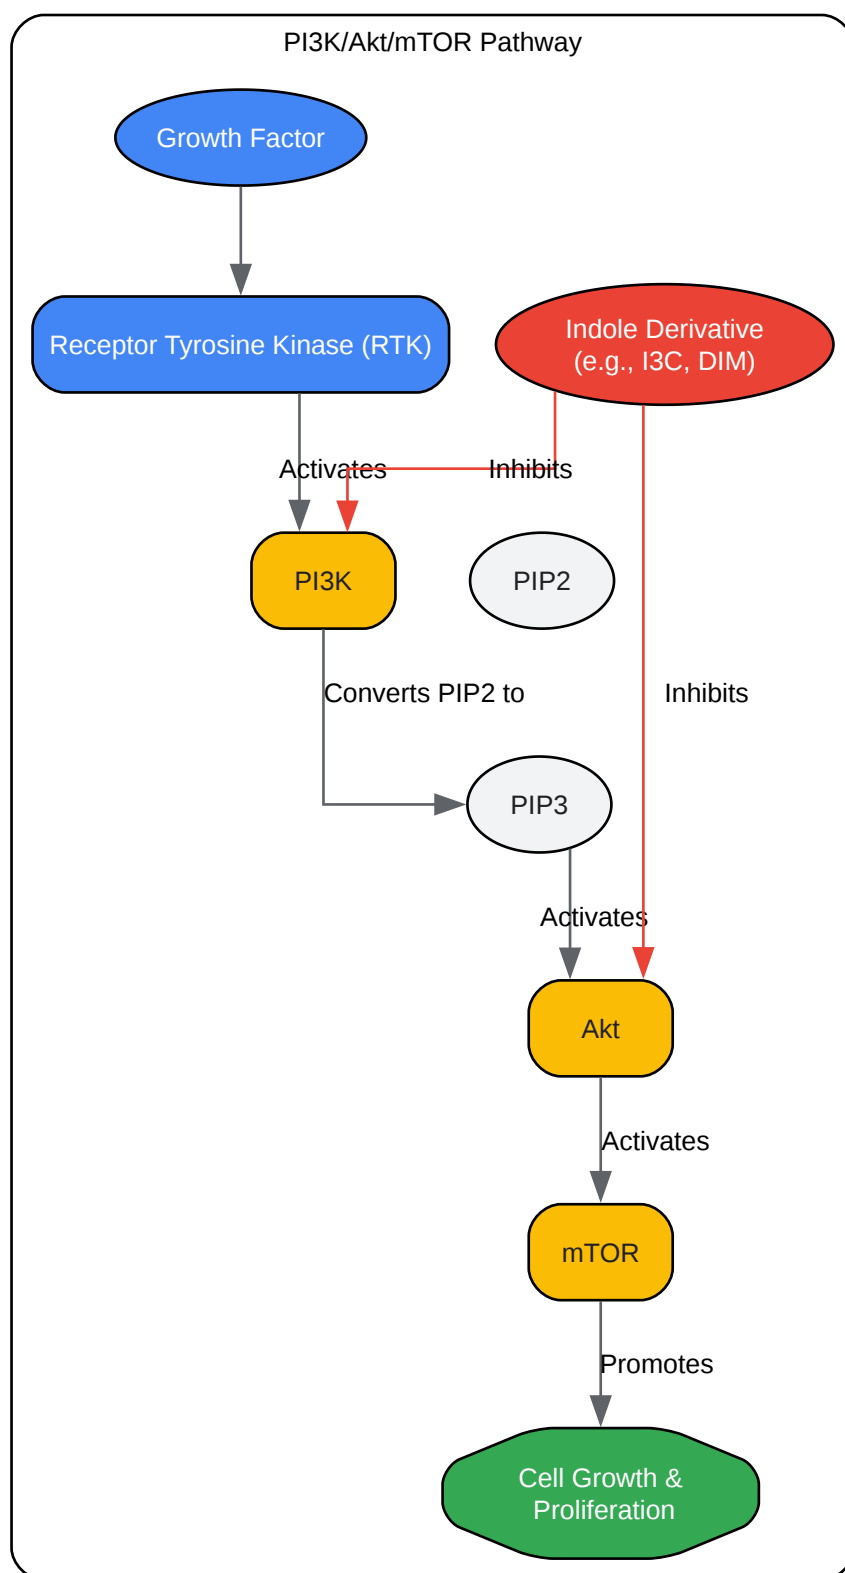 PI3K/Akt/mTOR Pathway
Growth Factor
Receptor Tyrosine Kinase (RTK)
Indole Derivative
(e.g., I3C, DIM)
Activates
Inhibits
PI3K
PIP2
Converts PIP2 to
Inhibits
PIP3
Activates
Akt
Activates
mTOR
Promotes
Cell Growth &
Proliferation